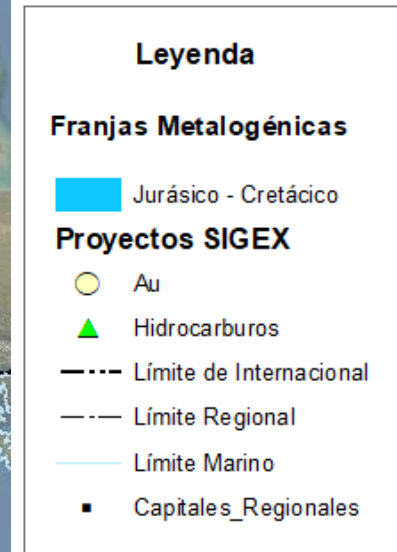 Leyenda
Franjas Metalogénicas
Jurásico - Cretácico
Proyectos SIGEX
Au
Hidrocarburos
Límite de Internacional
Límite Regional
Límite Marino
Capitales_Regionales